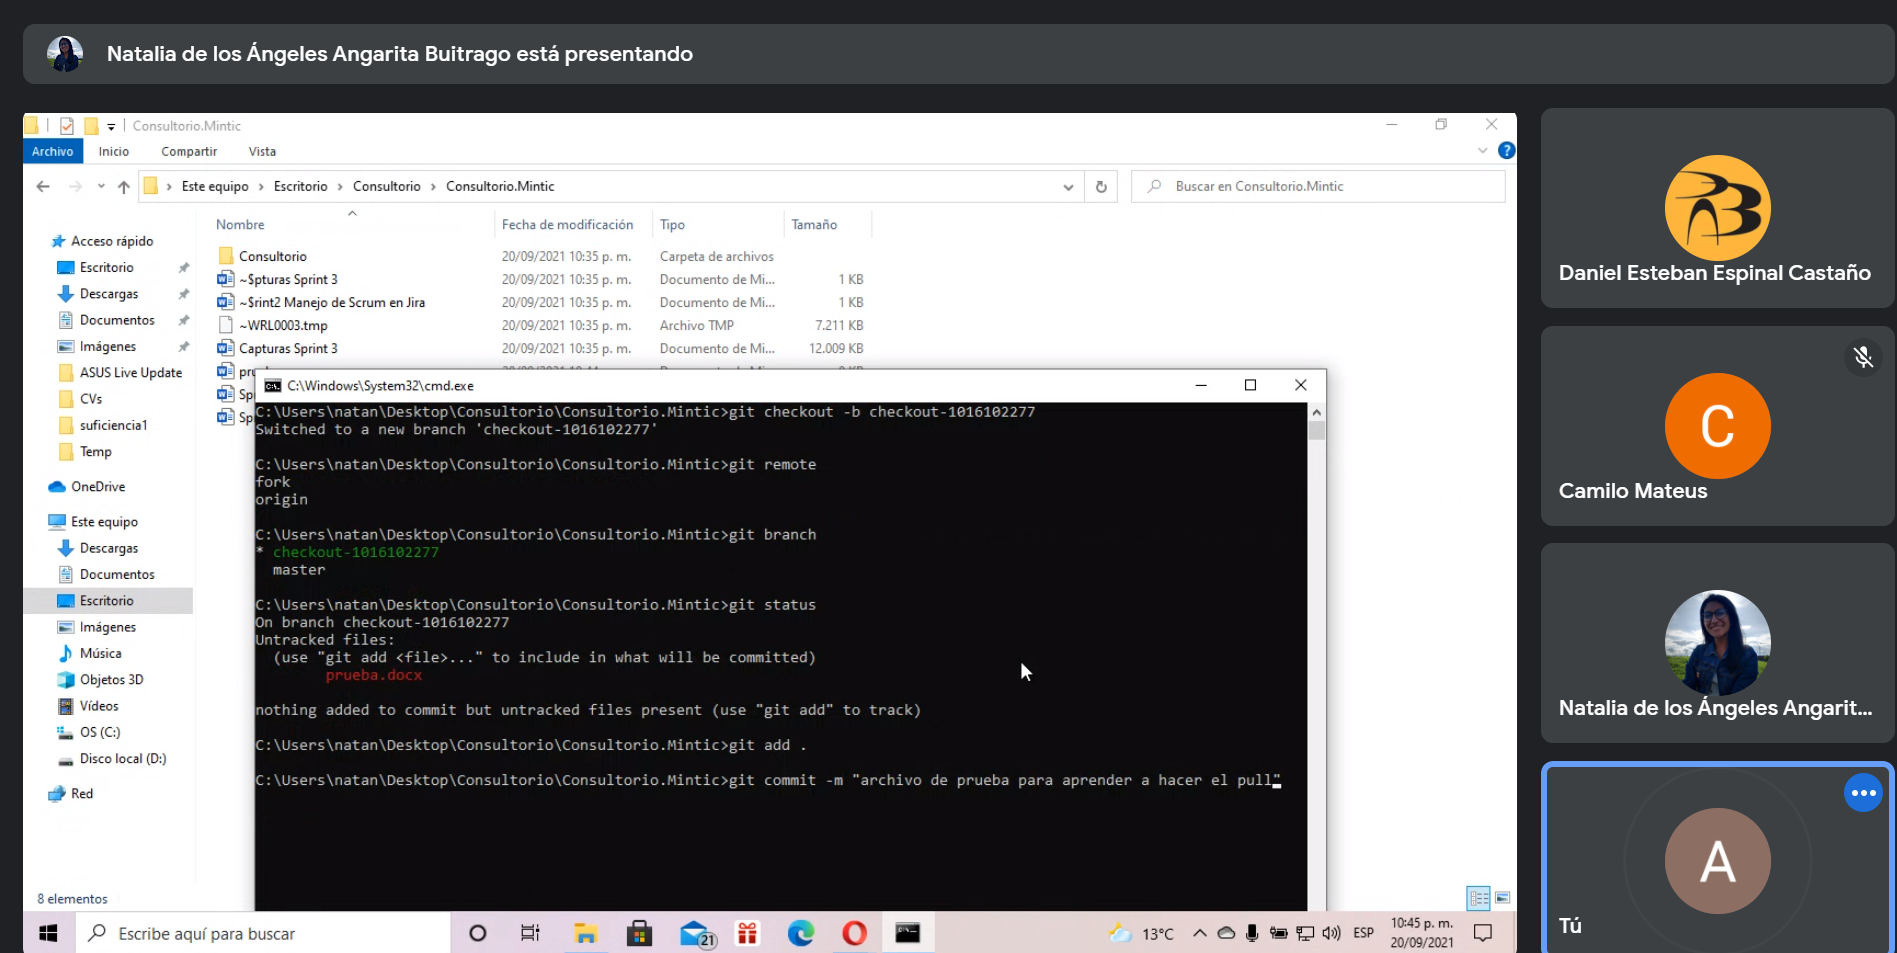 Natalia de los Ángeles Angarita Buitrago está presentando
Consultorio.Mintic
Archivo Inicio Compartir Vista
?
Este equipo › Escritorio › Consultorio › Consultorio.Mintic
Buscar en Consultorio.Mintic
Nombre Fecha de modificación Tipo Tamaño
Consultorio 20/09/2021 10:35 p. m. Carpeta de archivos
~$pturas Sprint 3 20/09/2021 10:35 p. m. Documento de Mi... 1 KB
~$rint2 Manejo de Scrum en Jira 20/09/2021 10:35 p. m. Documento de Mi... 1 KB
~WRL0003.tmp 20/09/2021 10:35 p. m. Archivo TMP 7.211 KB
Capturas Sprint 3 20/09/2021 10:35 p. m. Documento de Mi... 12.009 KB
Acceso rápido
Escritorio
Descargas
Documentos
Imágenes
ASUS Live Update
CVs
suficiencia1
Temp
OneDrive
Este equipo
Descargas
Documentos
Escritorio
Imágenes
Música
Objetos 3D
Vídeos
OS (C:)
Disco local (D:)
Red
8 elementos
C:\Windows\System32\cmd.exe
C:\Users\natan\Desktop\Consultorio\Consultorio.Mintic>git checkout -b checkout-1016102277
Switched to a new branch 'checkout-1016102277'
C:\Users\natan\Desktop\Consultorio\Consultorio.Mintic>git remote
fork
origin
C:\Users\natan\Desktop\Consultorio\Consultorio.Mintic>git branch
* checkout-1016102277
master
C:\Users\natan\Desktop\Consultorio\Consultorio.Mintic>git status
On branch checkout-1016102277
Untracked files:
(use "git add <file>..." to include in what will be committed)
prueba.docx
nothing added to commit but untracked files present (use "git add" to track)
C:\Users\natan\Desktop\Consultorio\Consultorio.Mintic>git add .
C:\Users\natan\Desktop\Consultorio\Consultorio.Mintic>git commit -m "archivo de prueba para aprender a hacer el pull"
Escribe aquí para buscar
21
13°C
ESP
10:45 p. m.
20/09/2021
Daniel Esteban Espinal Castaño
C
Camilo Mateus
Natalia de los Ángeles Angarit...
A
Tú